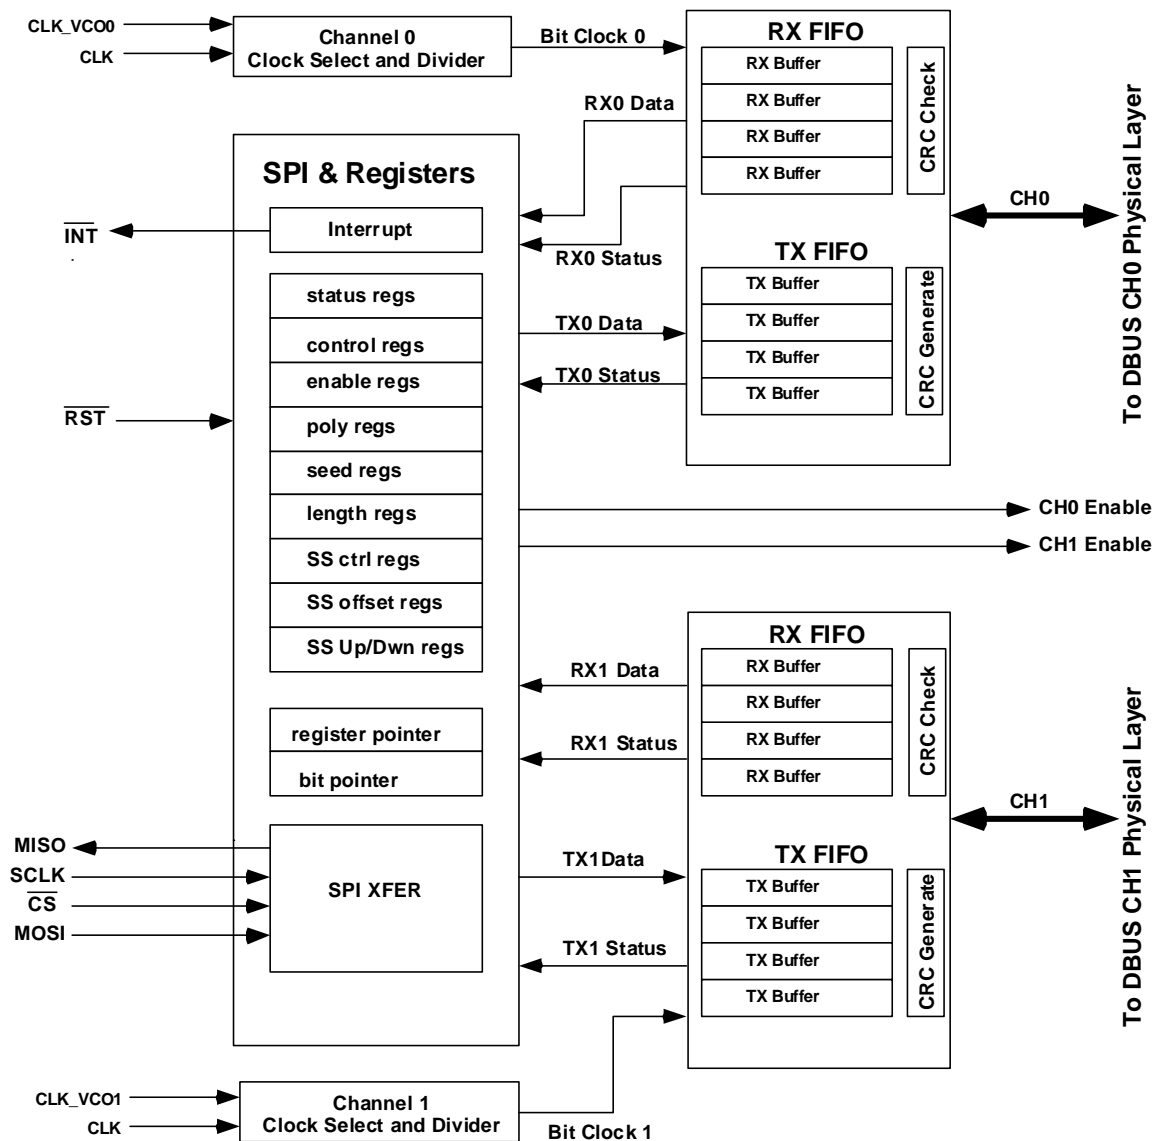 CLK_VCO0
CLK
Channel 0
Clock Select and Divider
Bit Clock 0
RX FIFO
RX Buffer
RX Buffer
RX Buffer
RX Buffer
CRC Check
RX0 Data
SPI & Registers
Interrupt
INT
RX0 Status
CH0
To DBUS CH0 Physical Layer
TX FIFO
TX Buffer
TX Buffer
TX Buffer
TX Buffer
CRC Generate
TX0 Data
TX0 Status
status regs
control regs
enable regs
poly regs
seed regs
length regs
SS ctrl regs
SS offset regs
SS Up/Dwn regs
RST
CH0 Enable
CH1 Enable
RX FIFO
RX Buffer
RX Buffer
RX Buffer
RX Buffer
CRC Check
RX1 Data
RX1 Status
register pointer
bit pointer
CH1
To DBUS CH1 Physical Layer
MISO
SCLK
CS
MOSI
SPI XFER
TX1Data
TX1 Status
TX FIFO
TX Buffer
TX Buffer
TX Buffer
TX Buffer
CRC Generate
CLK_VCO1
CLK
Channel 1
Clock Select and Divider
Bit Clock 1